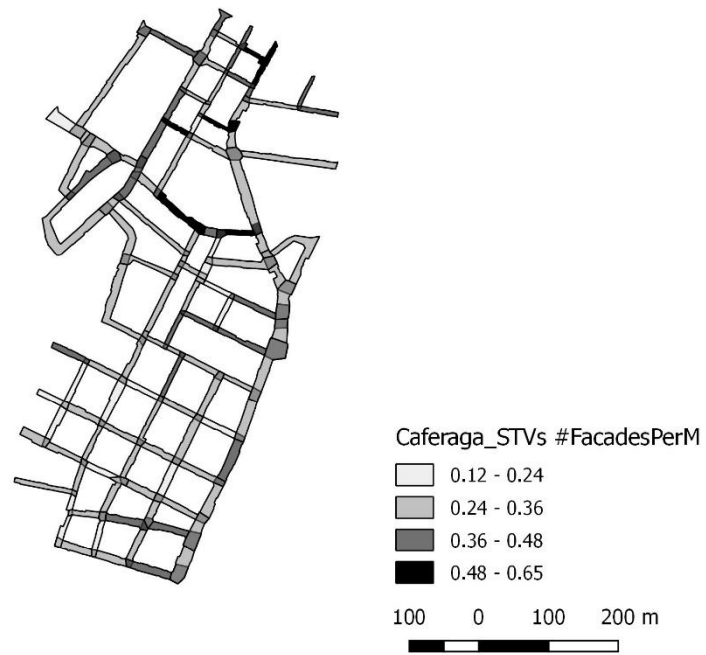 Caferaga_STVs #FacadesPerM
0.12 - 0.24
0.24 - 0.36
0.36 - 0.48
0.48 - 0.65
100 0 100 200 m